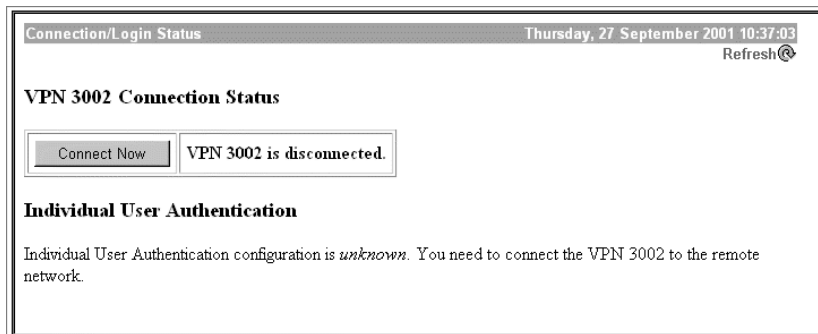 Connection/Login Status
Thursday, 27 September 2001 10:37:03
Refresh
VPN 3002 Connection Status
Connect Now
VPN 3002 is disconnected.
Individual User Authentication
Individual User Authentication configuration is unknown. You need to connect the VPN 3002 to the remote
network.